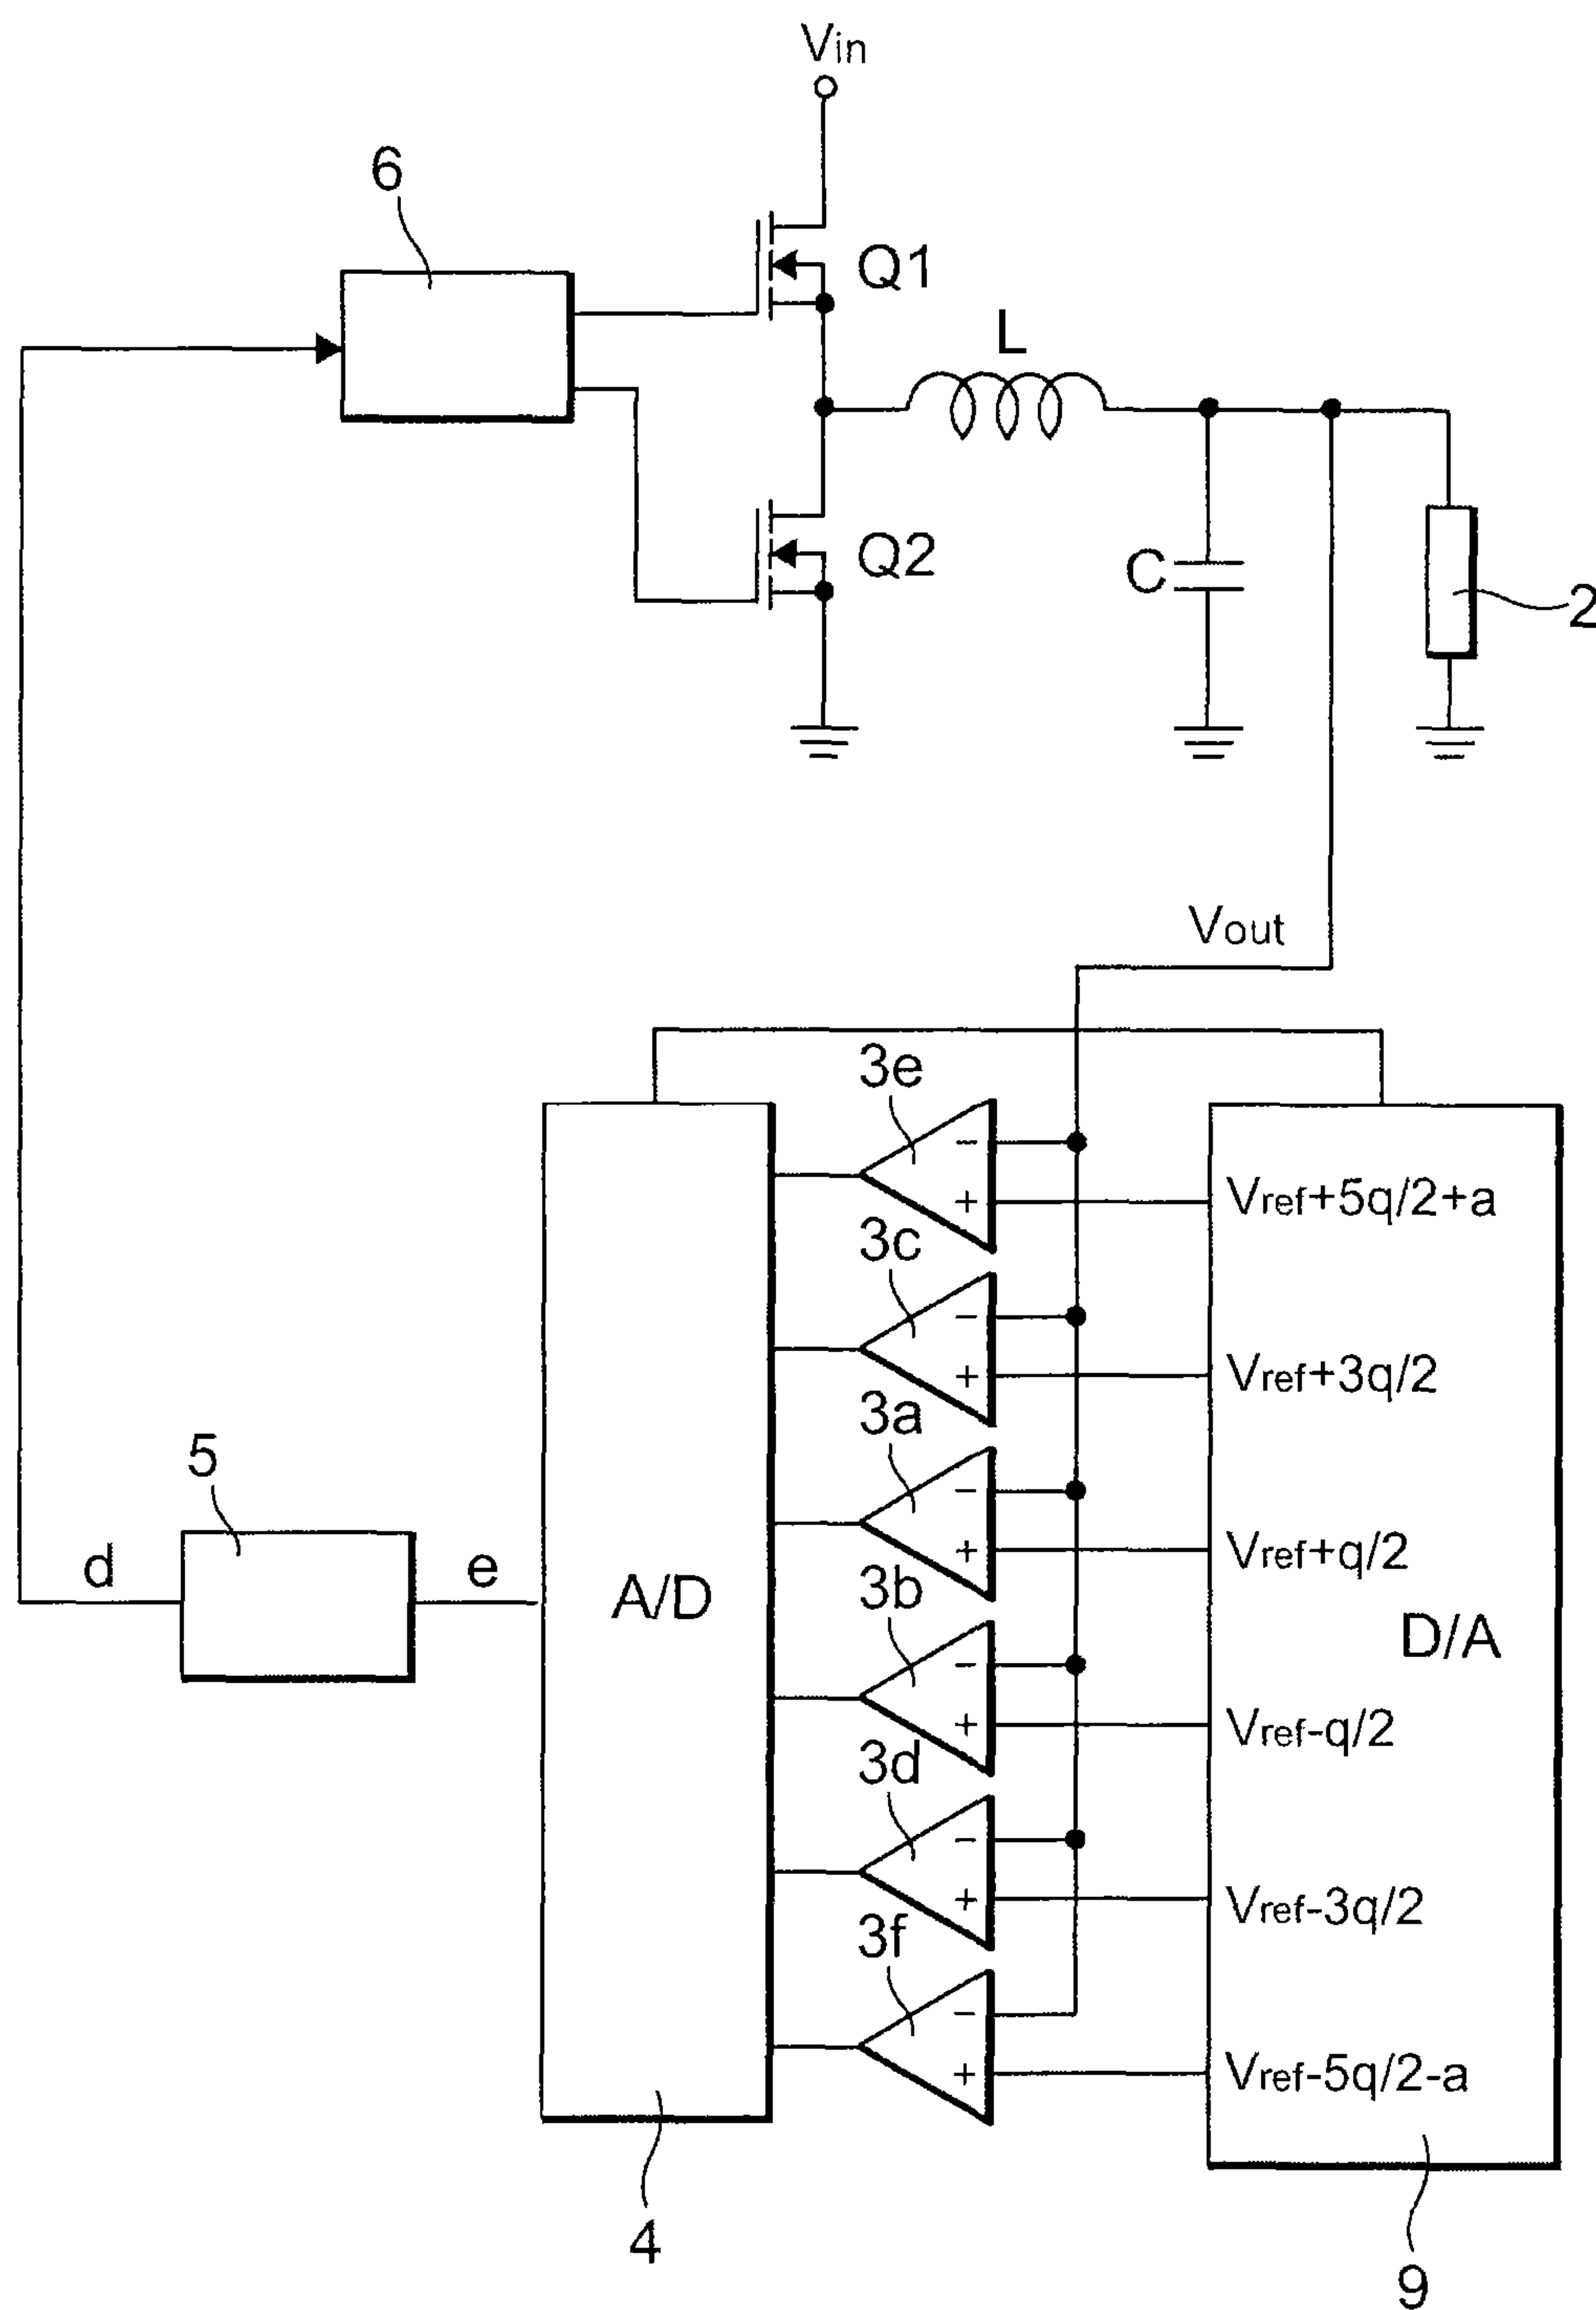 Vin
6
Q1
L
Q2
C
2
Vout
3e
−
+
Vref+5q/2+a
3c
−
+
Vref+3q/2
3a
−
+
Vref+q/2
5
d
e
A/D
3b
−
+
D/A
Vref-q/2
3d
−
+
Vref-3q/2
3f
−
+
Vref-5q/2-a
4
9